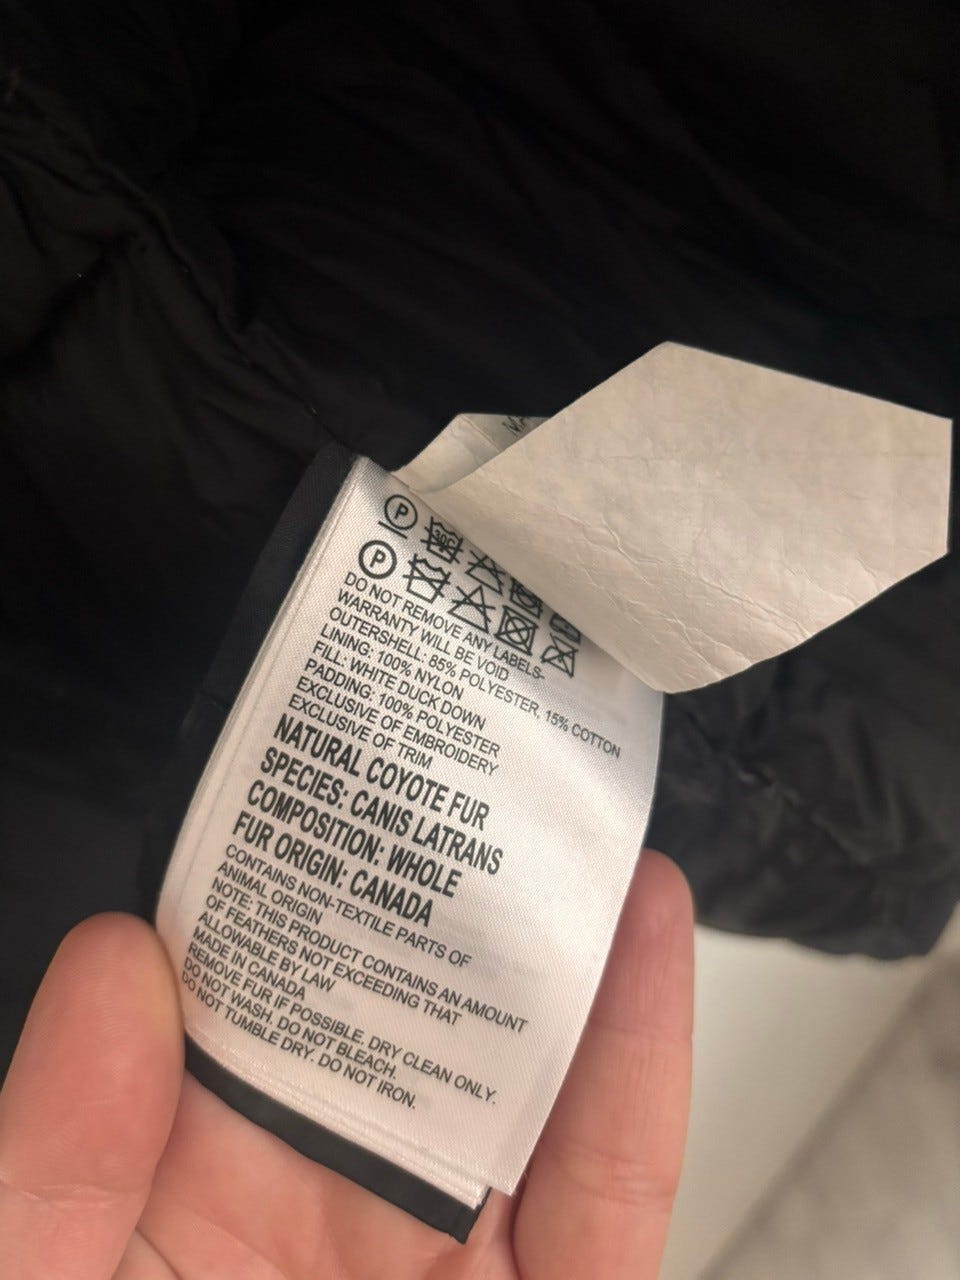 P
30C
P
DO NOT REMOVE ANY LABELS-
WARRANTY WILL BE VOID
OUTERSHELL: 85% POLYESTER, 15% COTTON
LINING: 100% NYLON
FILL: WHITE DUCK DOWN
PADDING: 100% POLYESTER
EXCLUSIVE OF EMBROIDERY
EXCLUSIVE OF TRIM
NATURAL COYOTE FUR
SPECIES: CANIS LATRANS
COMPOSITION: WHOLE
FUR ORIGIN: CANADA
CONTAINS NON-TEXTILE PARTS OF
ANIMAL ORIGIN
NOTE: THIS PRODUCT CONTAINS AN AMOUNT
OF FEATHERS NOT EXCEEDING THAT
ALLOWABLE BY LAW
MADE IN CANADA
REMOVE FUR IF POSSIBLE. DRY CLEAN ONLY.
DO NOT WASH. DO NOT BLEACH.
DO NOT TUMBLE DRY. DO NOT IRON.